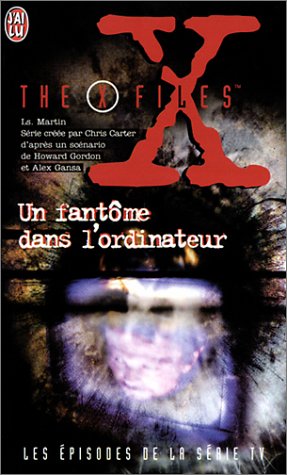 J'AI
LU
X
THE X FILES™
Ls. Martin
Série créée par Chris Carter
d'après un scénario
de Howard Gordon
et Alex Gansa
Un fantôme
dans l'ordinateur
LES ÉPISODES DE LA SÉRIE TV